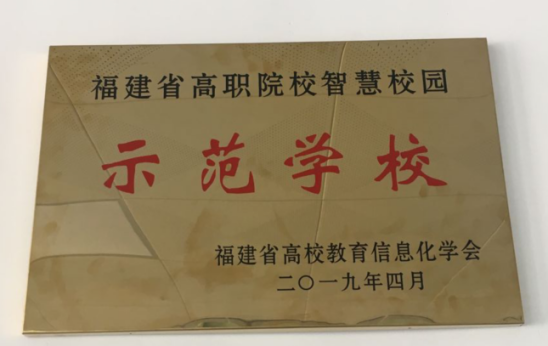 福建省高职院校智慧校园
示范学校
福建省高校教育信息化学会
二〇一九年四月